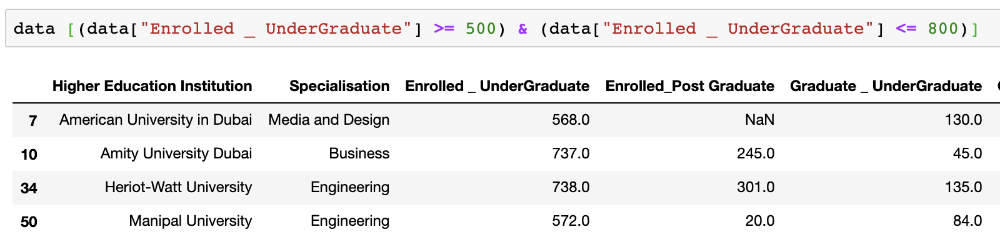 data [(data["Enrolled _ UnderGraduate"] >= 500) & (data["Enrolled _ UnderGraduate"] <= 800)]
Higher Education Institution Specialisation Enrolled _ UnderGraduate Enrolled_Post Graduate Graduate _ UnderGraduate
7 American University in Dubai Media and Design 568.0 NaN 130.0
10 Amity University Dubai Business 737.0 245.0 45.0
34 Heriot-Watt University Engineering 738.0 301.0 135.0
50 Manipal University Engineering 572.0 20.0 84.0